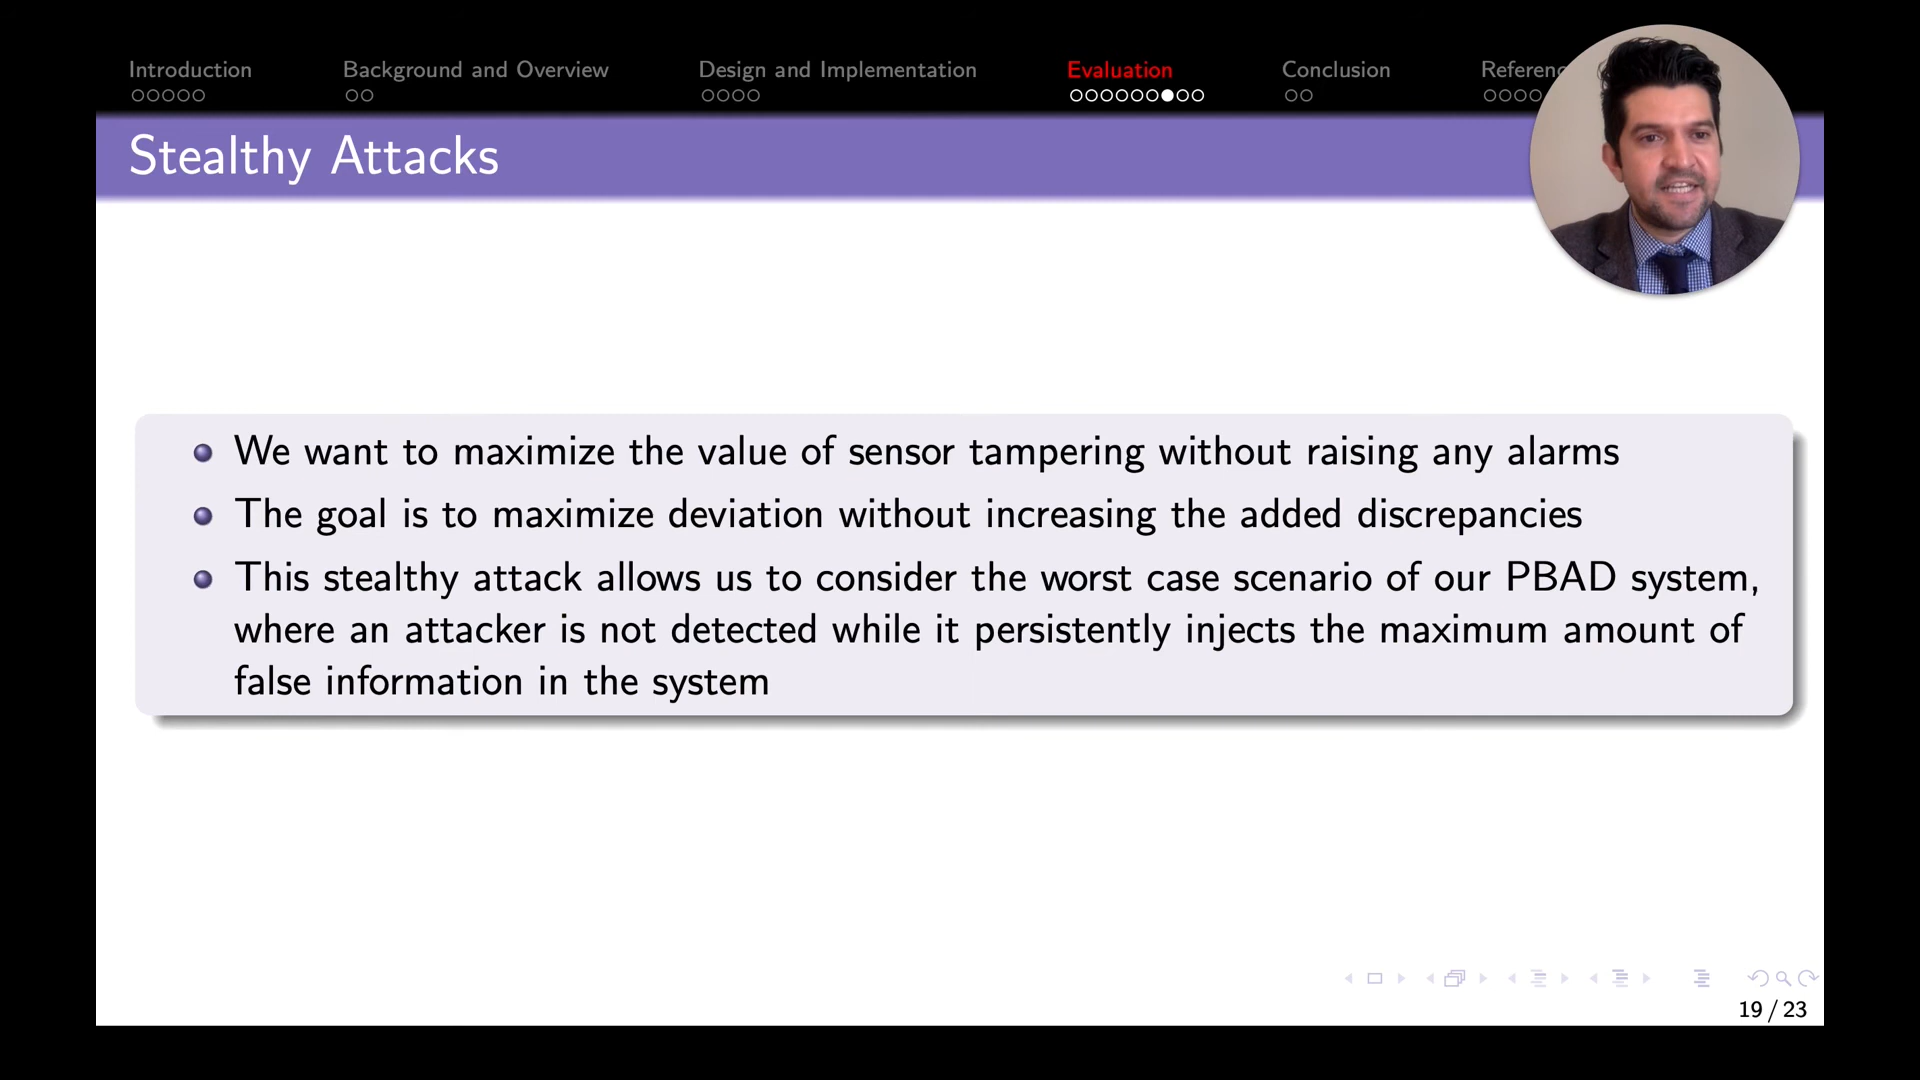 Introduction
Background and Overview
Design and Implementation
Evaluation
Conclusion
Stealthy Attacks
We want to maximize the value of sensor tampering without raising any alarms
The goal is to maximize deviation without increasing the added discrepancies
This stealthy attack allows us to consider the worst case scenario of our PBAD system,
where an attacker is not detected while it persistently injects the maximum amount of
false information in the system
19 / 23